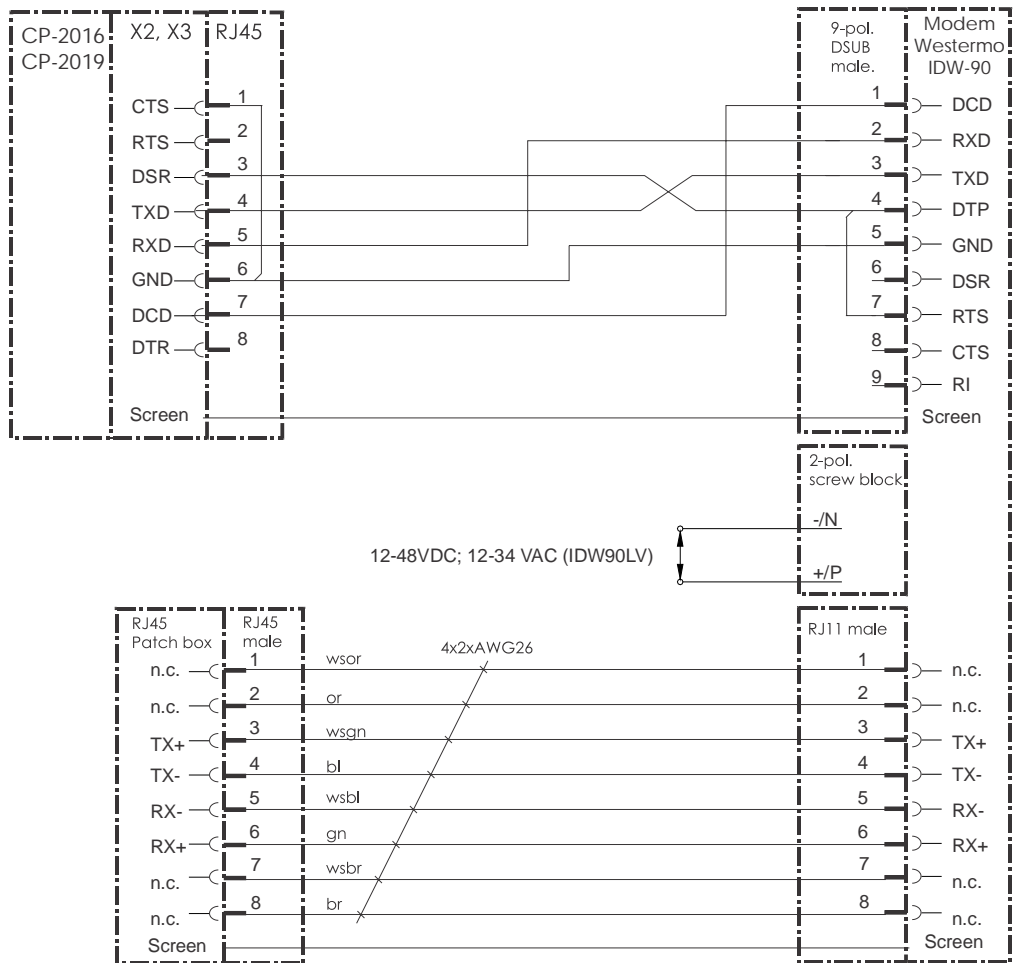 CP-2016
CP-2019
X2, X3
RJ45
CTS 1
RTS 2
DSR 3
TXD 4
RXD 5
GND 6
DCD 7
DTR 8
Screen
9-pol.
DSUB
male.
Modem
Westermo
IDW-90
1 DCD
2 RXD
3 TXD
4 DTP
5 GND
6 DSR
7 RTS
8 CTS
9 RI
Screen
2-pol.
screw block
-/N
12-48VDC; 12-34 VAC (IDW90LV)
+/P
RJ45
Patch box
RJ45
male
4x2xAWG26
RJ11 male
n.c. 1 wsor 1 n.c.
n.c. 2 or 2 n.c.
TX+ 3 wsgn 3 TX+
TX- 4 bl 4 TX-
RX- 5 wsbl 5 RX-
RX+ 6 gn 6 RX+
n.c. 7 wsbr 7 n.c.
n.c. 8 br 8 n.c.
Screen
Screen